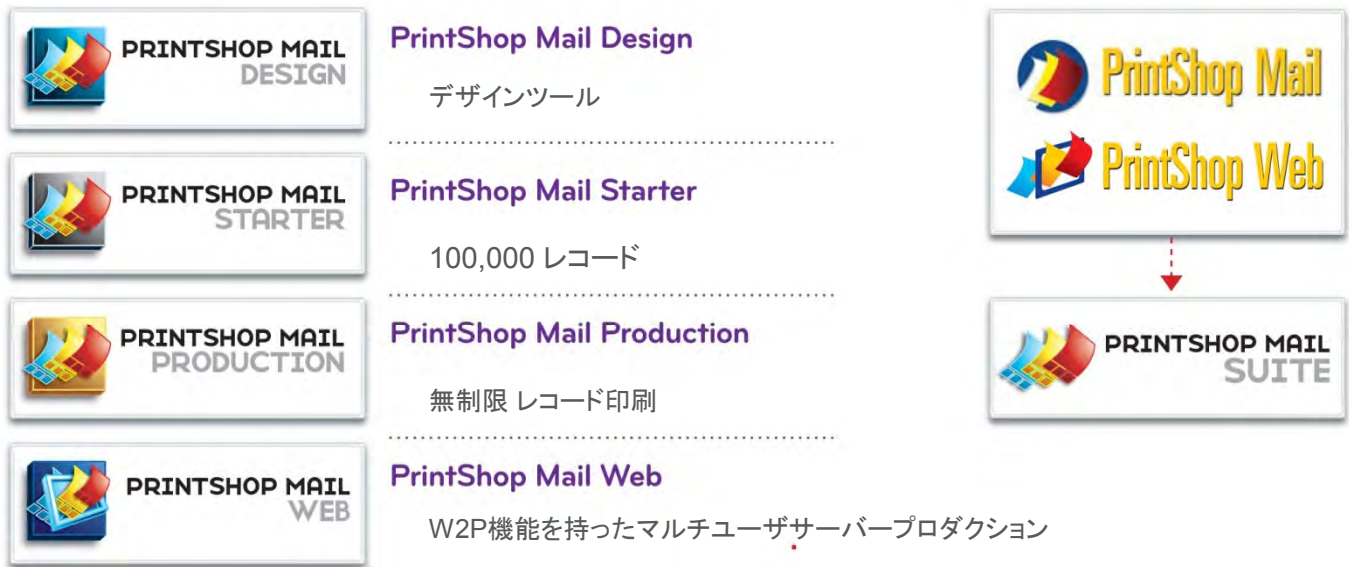 PRINTSHOP MAIL
DESIGN
PrintShop Mail Design
デザインツール
PRINTSHOP MAIL
STARTER
PrintShop Mail Starter
100,000 レコード
PRINTSHOP MAIL
PRODUCTION
PrintShop Mail Production
無制限 レコード印刷
PRINTSHOP MAIL
WEB
PrintShop Mail Web
W2P機能を持ったマルチユーザサーバープロダクション
PrintShop Mail
PrintShop Web
PRINTSHOP MAIL
SUITE